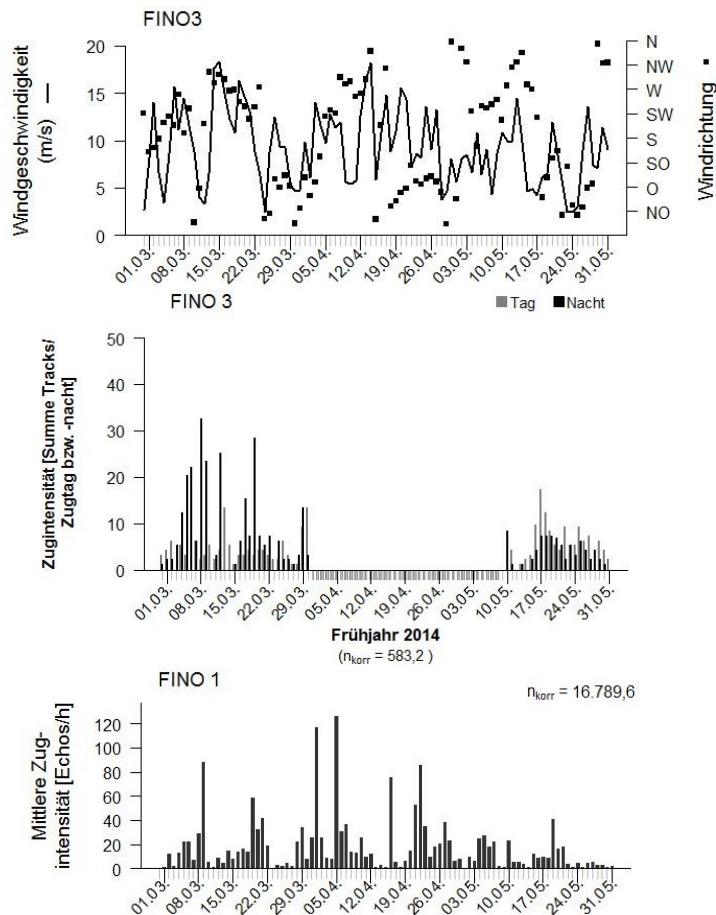 FINO3
Windgeschwindigkeit —
(m/s)
20
15
10
5
0
N
NW
W
SW
S
SO
O
NO
Windrichtung ▪
01.03.
08.03.
15.03.
22.03.
29.03.
05.04.
12.04.
19.04.
26.04.
03.05.
10.05.
17.05.
24.05.
31.05.
FINO 3
Tag
Nacht
Zugintensität [Summe Tracks/
Zugtag bzw. -nacht]
50
40
30
20
10
0
01.03.
08.03.
15.03.
22.03.
29.03.
05.04.
12.04.
19.04.
26.04.
03.05.
10.05.
17.05.
24.05.
31.05.
Frühjahr 2014
(nkorr = 583,2 )
FINO 1
nkorr = 16.789,6
Mittlere Zug-
intensität [Echos/h]
120
100
80
60
40
20
0
01.03.
08.03.
15.03.
22.03.
29.03.
05.04.
12.04.
19.04.
26.04.
03.05.
10.05.
17.05.
24.05.
31.05.